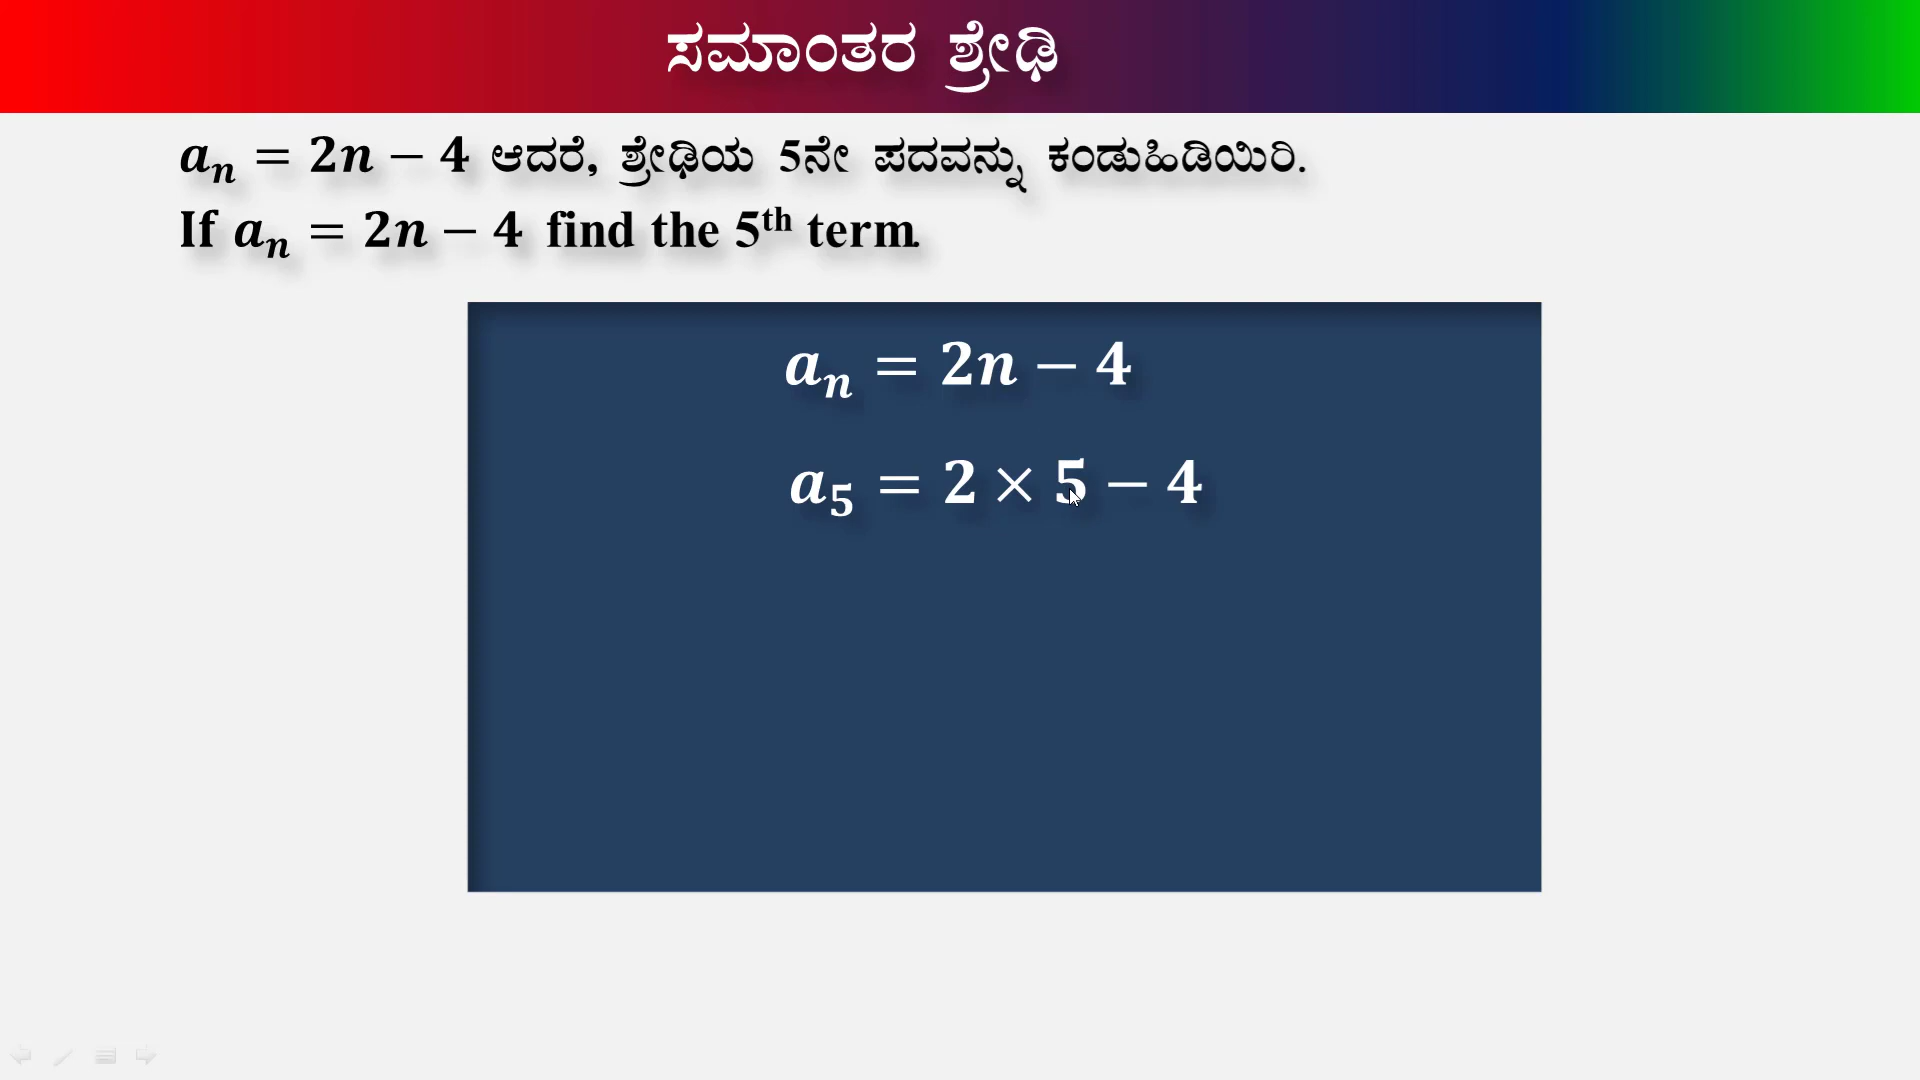 ಸಮಾಂತರ ಶ್ರೇಢಿ
aₙ = 2n − 4 ಆದರೆ, ಶ್ರೇಢಿಯ 5ನೇ ಪದವನ್ನು ಕಂಡುಹಿಡಿಯಿರಿ.
If aₙ = 2n − 4 find the 5ᵗʰ term.
aₙ = 2n − 4
a₅ = 2 × 5 − 4